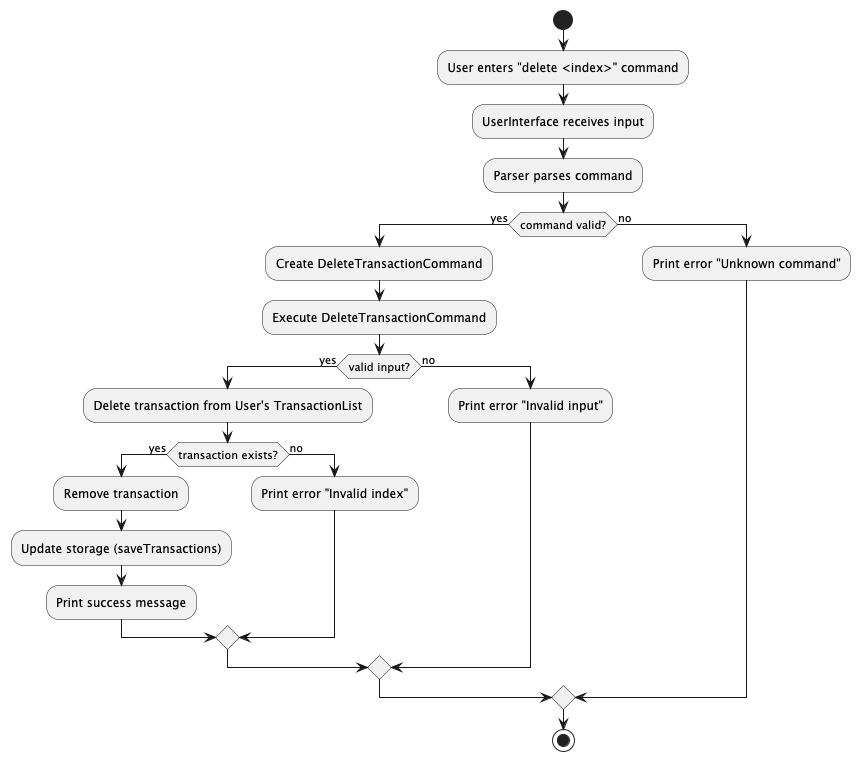 User enters "delete <index>" command
UserInterface receives input
Parser parses command
yes
command valid?
no
Create DeleteTransactionCommand
Print error "Unknown command"
Execute DeleteTransactionCommand
yes
valid input?
no
Delete transaction from User's TransactionList
Print error "Invalid input"
yes
transaction exists?
no
Remove transaction
Print error "Invalid index"
Update storage (saveTransactions)
Print success message